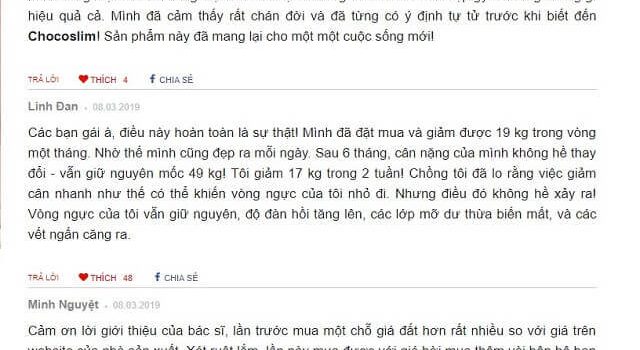 hiệu quả cả. Mình đã cảm thấy rất chán đời và đã từng có ý định tự tử trước khi biết đến
Chocoslim! Sản phẩm này đã mang lại cho một một cuộc sống mới!
TRẢ LỜI THÍCH 4 CHIA SẺ
Linh Đan - 08.03.2019
Các bạn gái à, điều này hoàn toàn là sự thật! Mình đã đặt mua và giảm được 19 kg trong vòng
một tháng. Nhờ thế mình cũng đẹp ra mỗi ngày. Sau 6 tháng, cân nặng của mình không hề thay
đổi - vẫn giữ nguyên mốc 49 kg! Tôi giảm 17 kg trong 2 tuần! Chồng tôi đã lo rằng việc giảm
cân nhanh như thế có thể khiến vòng ngực của tôi nhỏ đi. Nhưng điều đó không hề xảy ra!
Vòng ngực của tôi vẫn giữ nguyên, độ đàn hồi tăng lên, các lớp mỡ dư thừa biến mất, và các
vết ngấn căng ra.
TRẢ LỜI THÍCH 48 CHIA SẺ
Minh Nguyệt - 08.03.2019
Cảm ơn lời giới thiệu của bác sĩ, lần trước mua một chỗ giá đắt hơn rất nhiều so với giá trên